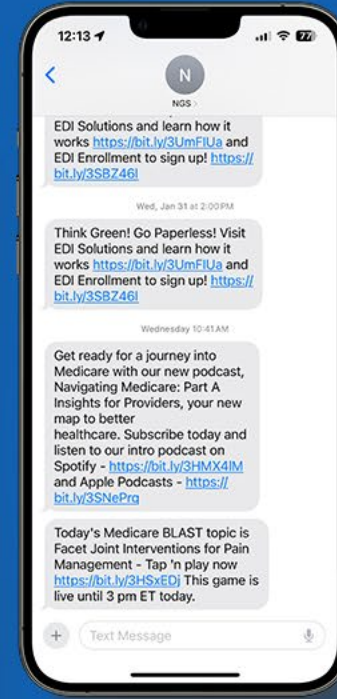 12:13
77
N
NGS
EDI Solutions and learn how it
works https://bit.ly/3UmFIUa and
EDI Enrollment to sign up! https://
bit.ly/3SBZ46I
Wed, Jan 31 at 2:00 PM
Think Green! Go Paperless! Visit
EDI Solutions and learn how it
works https://bit.ly/3UmFIUa and
EDI Enrollment to sign up! https://
bit.ly/3SBZ46I
Wednesday 10:41 AM
Get ready for a journey into
Medicare with our new podcast,
Navigating Medicare: Part A
Insights for Providers, your new
map to better
healthcare. Subscribe today and
listen to our intro podcast on
Spotify - https://bit.ly/3HMX4lM
and Apple Podcasts - https://
bit.ly/3SNePrq
Today's Medicare BLAST topic is
Facet Joint Interventions for Pain
Management - Tap 'n play now
https://bit.ly/3HSxEDj This game is
live until 3 pm ET today.
Text Message